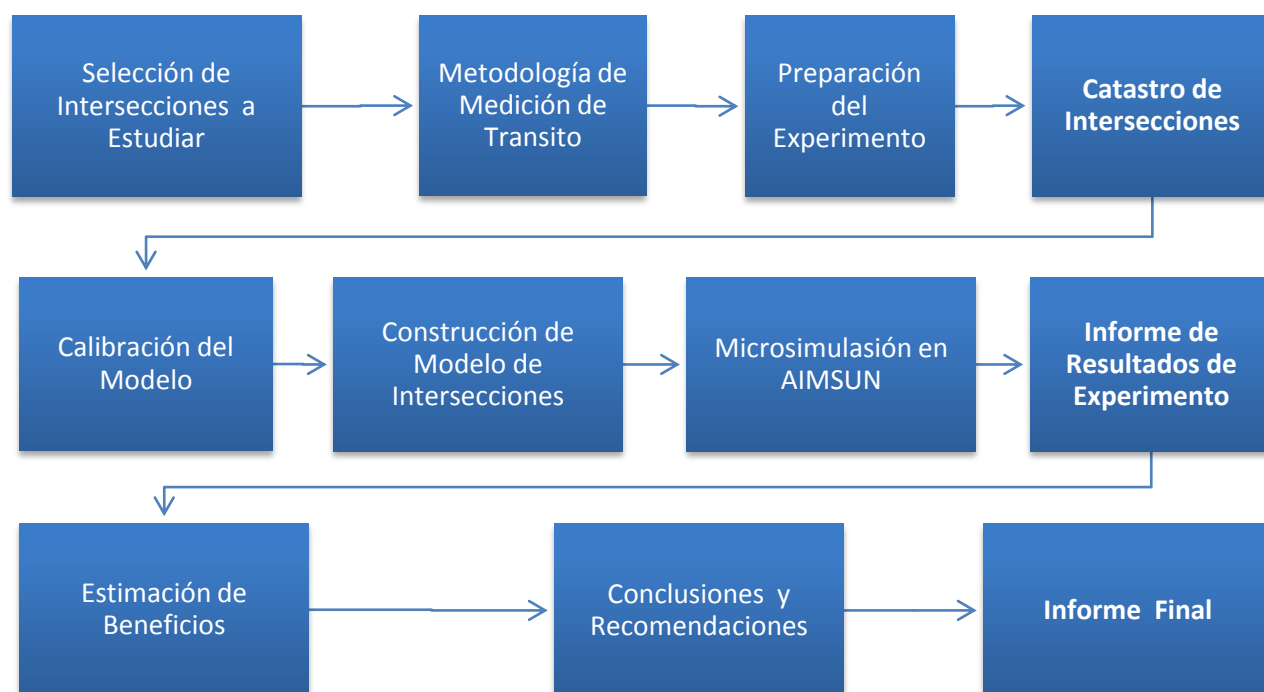 Selección de
Intersecciones a
Estudiar
Metodología de
Medición de
Transito
Preparación
del
Experimento
Catastro de
Intersecciones
Calibración del
Modelo
Construcción de
Modelo de
Intersecciones
Microsimulasión en
AIMSUN
Informe de
Resultados de
Experimento
Estimación de
Beneficios
Conclusiones y
Recomendaciones
Informe Final